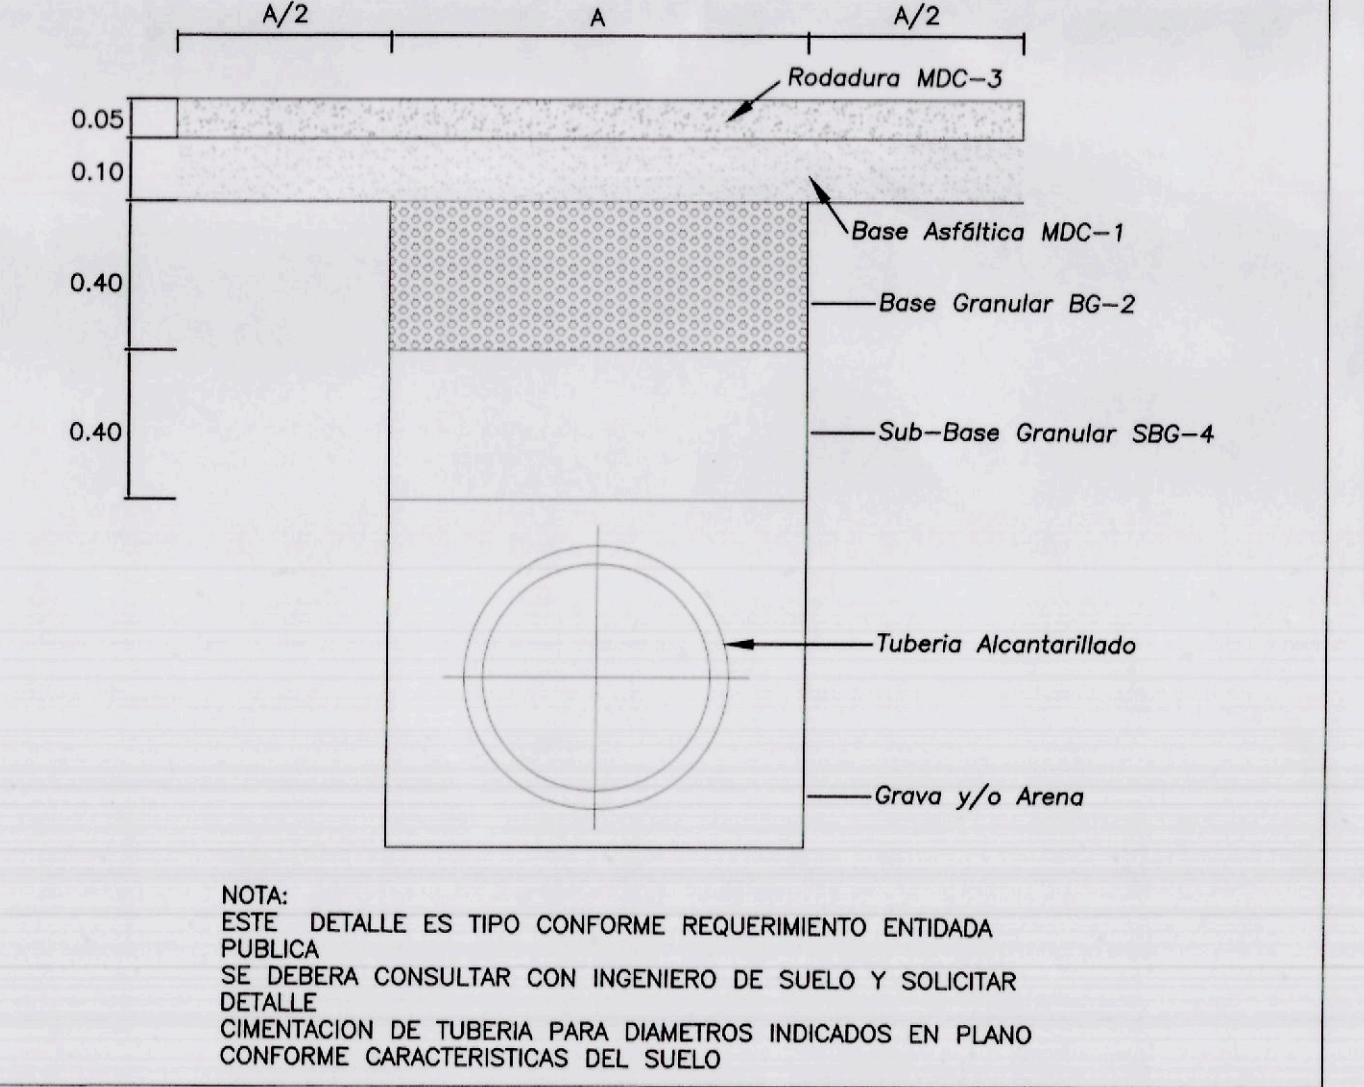 A/2
A
A/2
Rodadura MDC-3
0.05
0.10
Base Asfáltica MDC-1
0.40
Base Granular BG-2
0.40
Sub-Base Granular SBG-4
Tuberia Alcantarillado
Grava y/o Arena
NOTA:
ESTE DETALLE ES TIPO CONFORME REQUERIMIENTO ENTIDADA
PUBLICA
SE DEBERA CONSULTAR CON INGENIERO DE SUELO Y SOLICITAR
DETALLE
CIMENTACION DE TUBERIA PARA DIAMETROS INDICADOS EN PLANO
CONFORME CARACTERISTICAS DEL SUELO